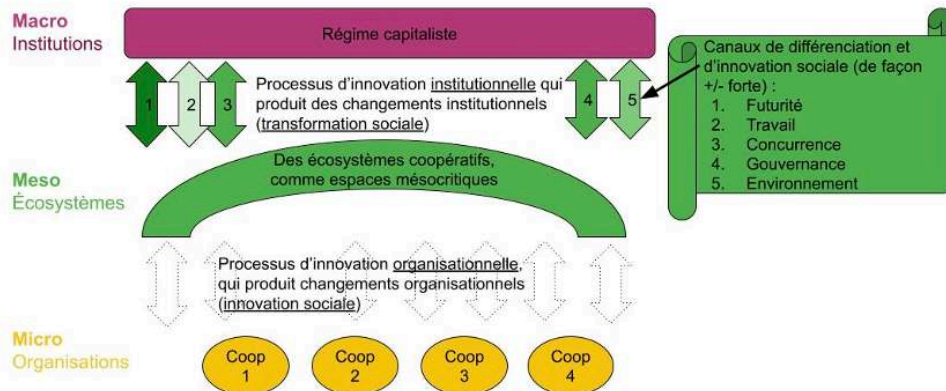 Macro
Institutions
Régime capitaliste
1
2
3
Processus d'innovation institutionnelle qui
produit des changements institutionnels
(transformation sociale)
4
5
Canaux de différenciation et
d'innovation sociale (de façon
+/- forte) :
1. Futurité
2. Travail
3. Concurrence
4. Gouvernance
5. Environnement
Meso
Écosystèmes
Des écosystèmes coopératifs,
comme espaces mésocritiques
Processus d'innovation organisationnelle,
qui produit changements organisationnels
(innovation sociale)
Micro
Organisations
Coop
1
Coop
2
Coop
3
Coop
4